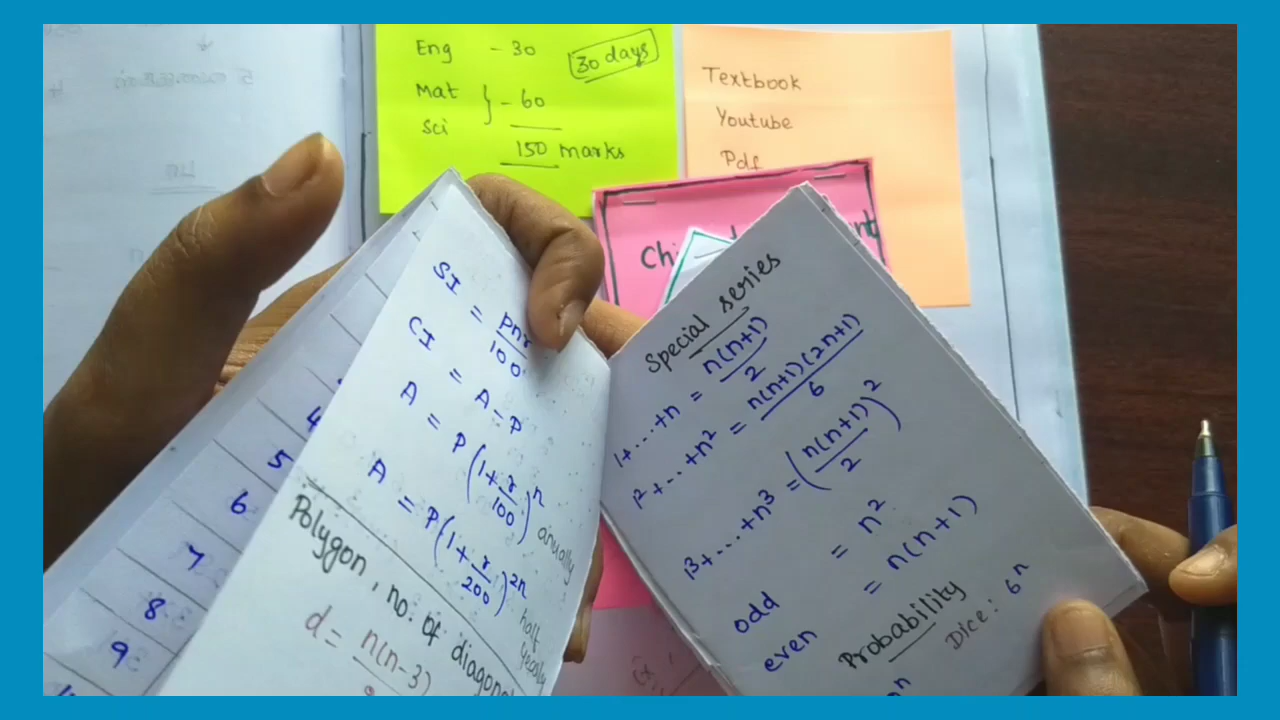 Eng - 30
30 days
Mat } - 60
Sci
150 marks
Textbook
Youtube
Pdf
SI = pnr/100
CI = A-P
A = P(1+r/100)^n anually
A = P(1+r/200)^2n half yearly
Polygon, no: of diagonal
d = n(n-3)
4
5
6
7
8
9
Special series
1+...+n = n(n+1)/2
1²+...+n² = n(n+1)(2n+1)/6
1³+...+n³ = (n(n+1)/2)²
odd = n²
even = n(n+1)
Probability
Dice: 6ⁿ